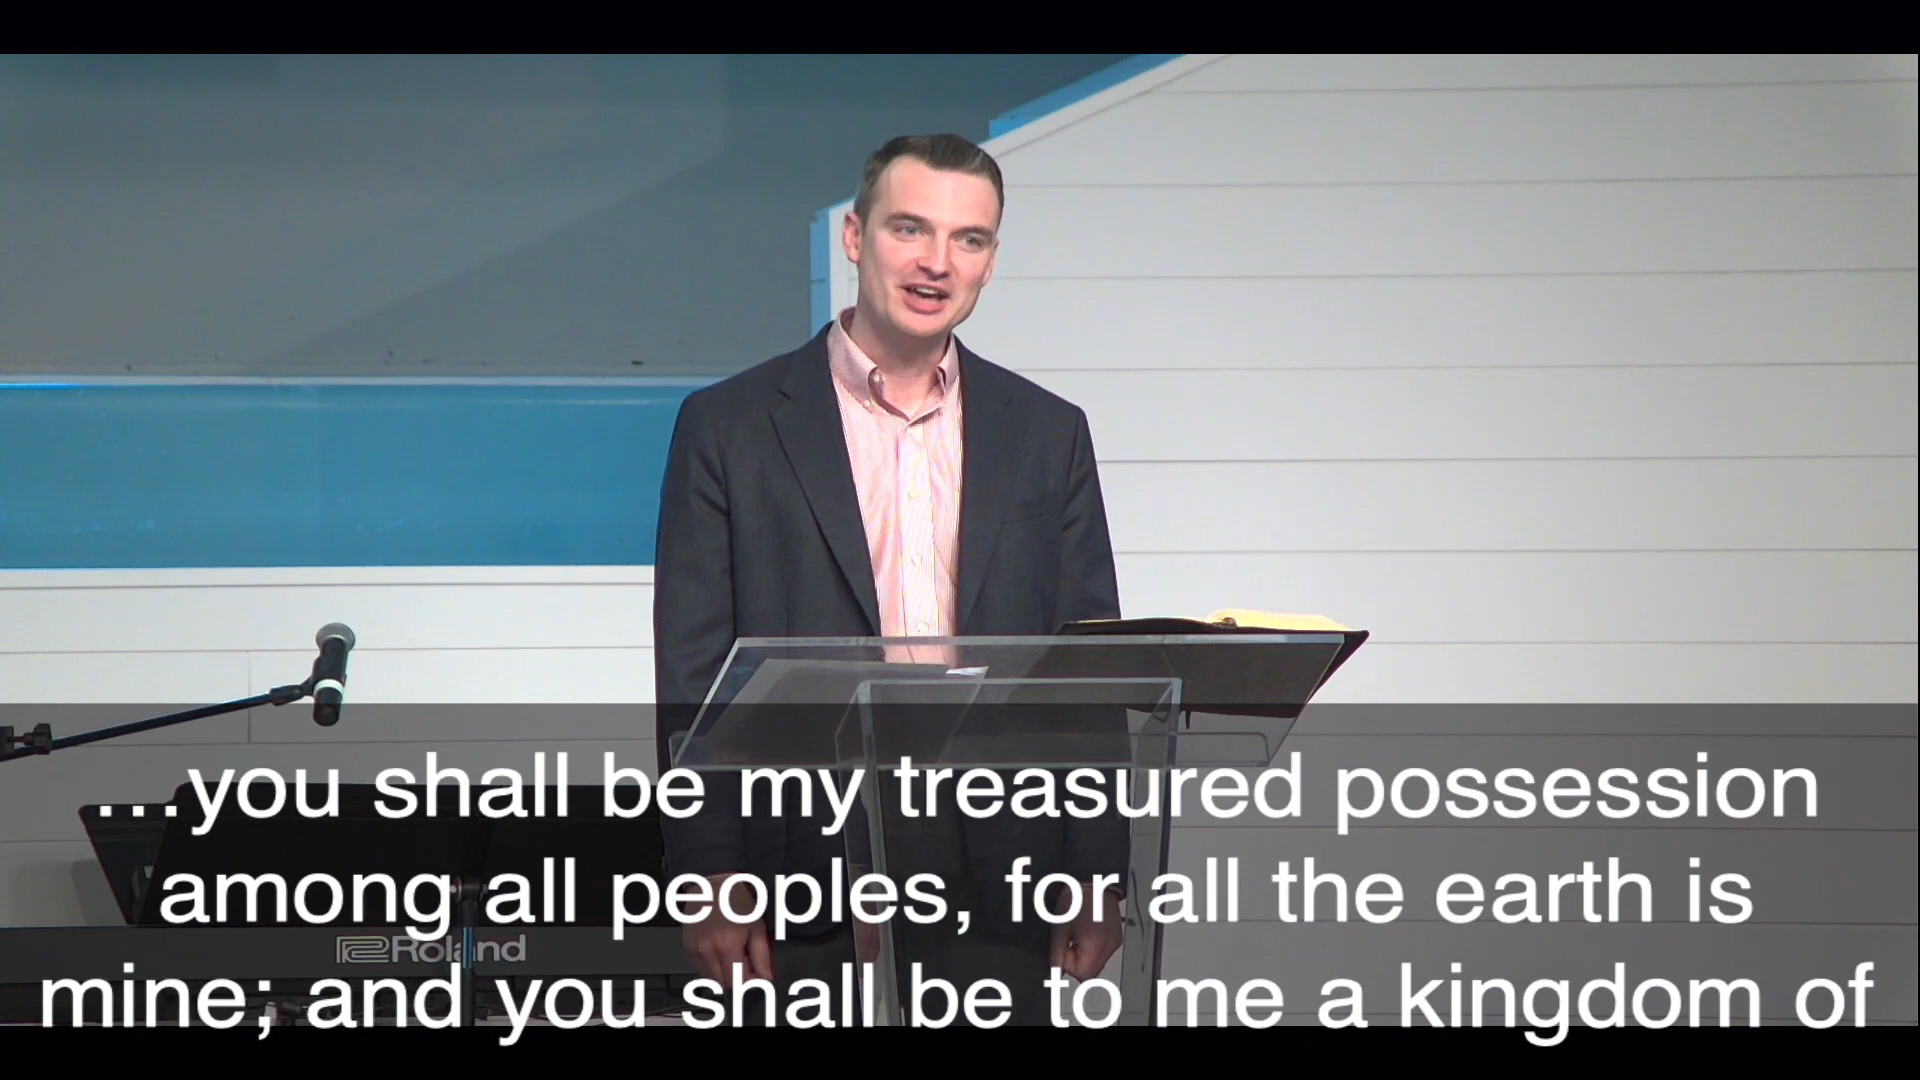 …you shall be my treasured possession
among all peoples, for all the earth is
mine; and you shall be to me a kingdom of
Roland